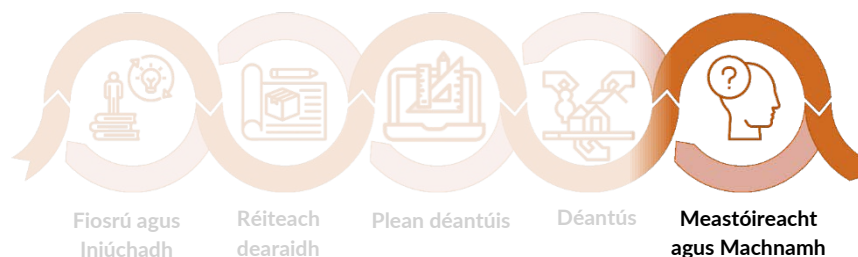 Fiosrú agus
Iniúchadh
Réiteach
dearaidh
Plean déantúis
Déantús
Meastóireacht
agus Machnamh
?